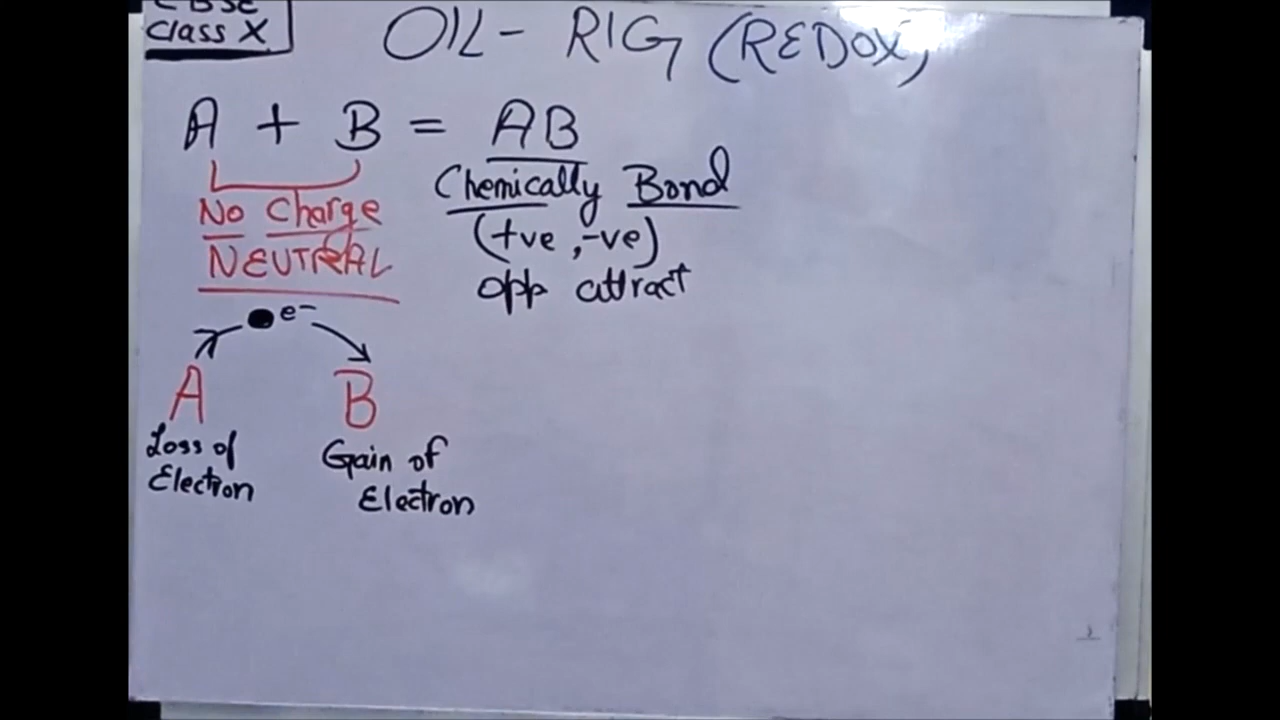 CBSE
Class X
OIL - RIG (REDOX)
A + B = AB
No Charge
NEUTRAL
Chemically Bond
(+ve, -ve)
opp attract
e-
A B
Loss of
Electron
Gain of
Electron